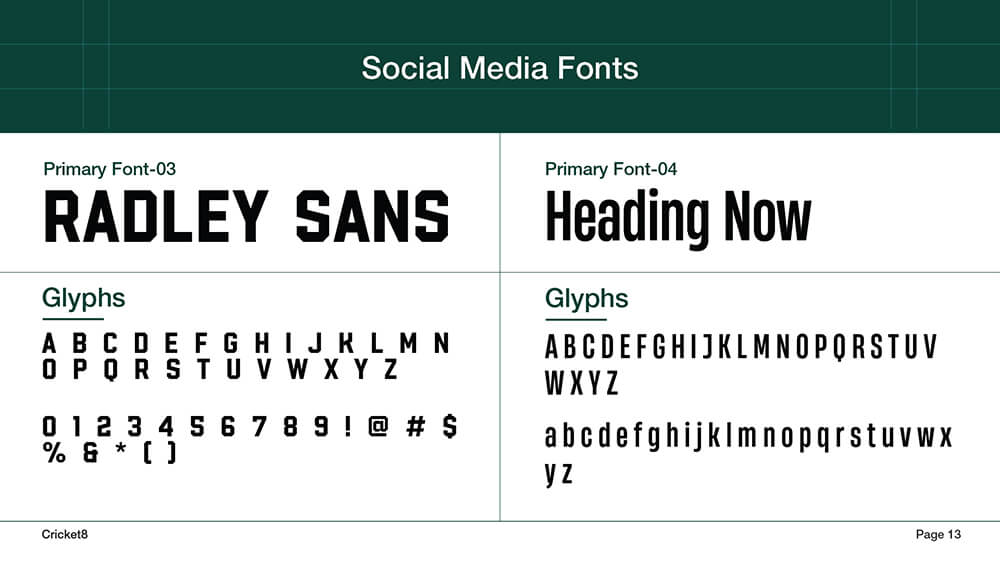 Social Media Fonts
Primary Font-03
RADLEY SANS
Glyphs
A B C D E F G H I J K L M N
O P Q R S T U V W X Y Z
0 1 2 3 4 5 6 7 8 9 ! @ # $
% & * ( )
Primary Font-04
Heading Now
Glyphs
A B C D E F G H I J K L M N O P Q R S T U V
W X Y Z
a b c d e f g h i j k l m n o p q r s t u v w x
y z
Cricket8
Page 13